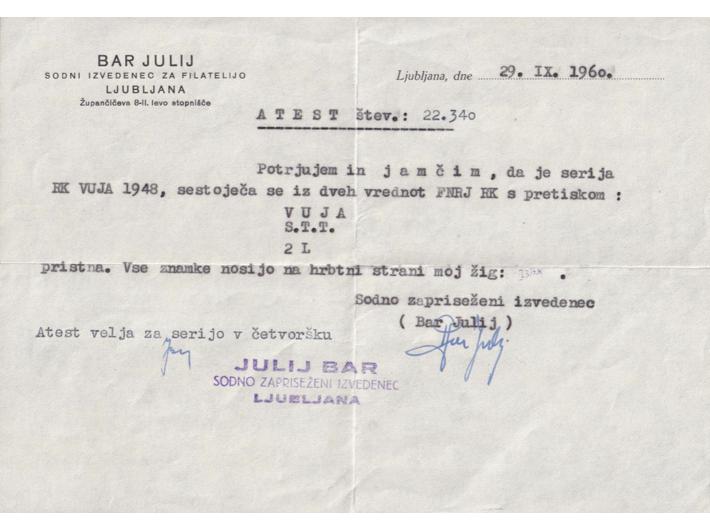 BAR JULIJ
SODNI IZVEDENEC ZA FILATELIJO
LJUBLJANA
Župančičeva 8-II. levo stopnišče
Ljubljana, dne 29. IX. 1960.
A T E S T štev.: 22.340
Potrjujem in j a m č i m , da je serija
RK VUJA 1948, sestoječa se iz dveh vrednot FNRJ RK s pretiskom :
V U J A
S.T.T.
2 L
pristna. Vse znamke nosijo na hrbtni strani moj žig: .
Sodno zapriseženi izvedenec
( Bar Julij )
Atest velja za serijo v četvoršku
JULIJ BAR
SODNO ZAPRISEŽENI IZVEDENEC
LJUBLJANA